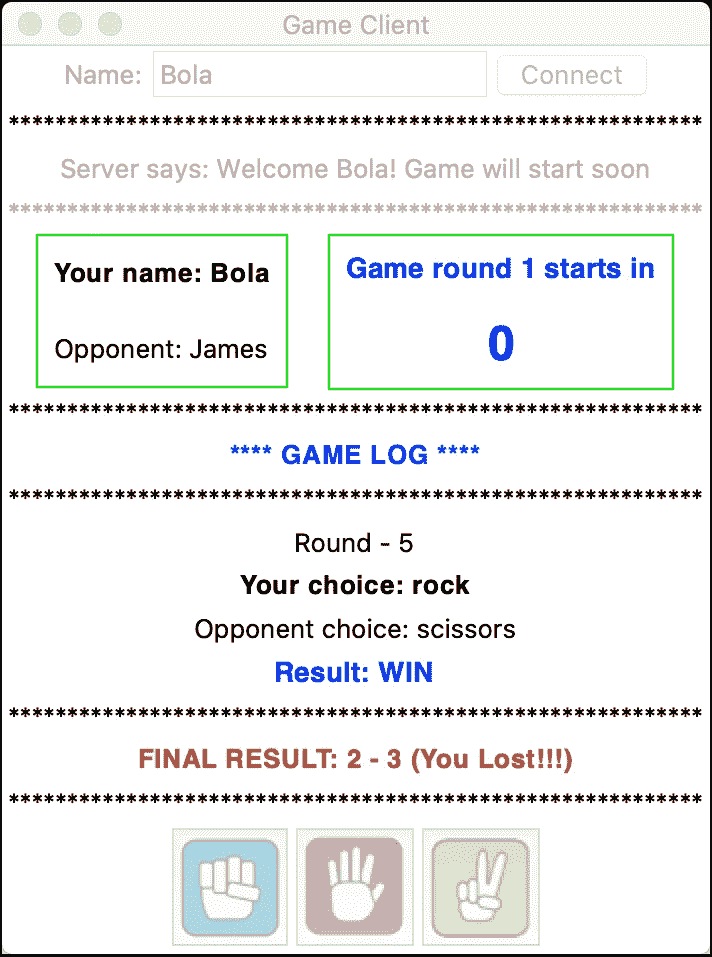 Game Client
Name: Bola Connect
************************************************************
Server says: Welcome Bola! Game will start soon
************************************************************
Your name: Bola
Opponent: James
Game round 1 starts in
0
************************************************************
**** GAME LOG ****
************************************************************
Round - 5
Your choice: rock
Opponent choice: scissors
Result: WIN
************************************************************
FINAL RESULT: 2 - 3 (You Lost!!!)
************************************************************